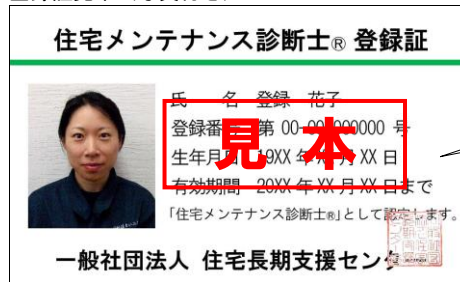 住宅メンテナンス診断士® 登録証
氏 名 登録 花子
登録番号 第 00-000000000 号
生年月日 19XX 年 XX 月 XX 日
有効期間 20XX 年 XX 月 XX 日まで
「住宅メンテナンス診断士®」として認定します。
見 本
一般社団法人 住宅長期支援センター